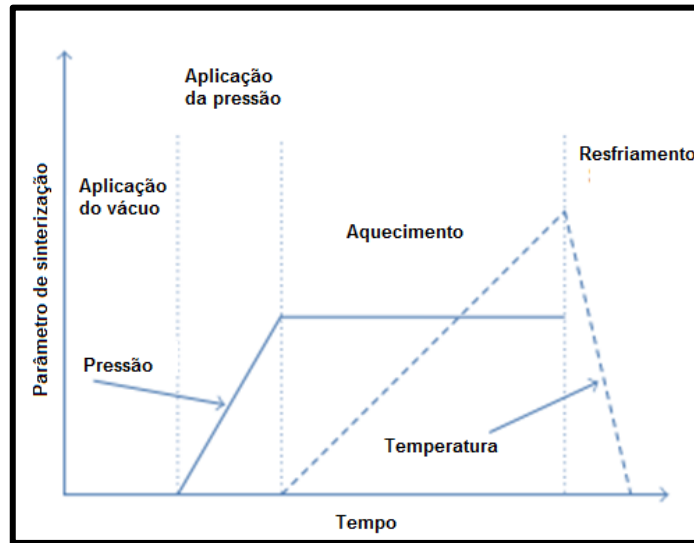 Aplicação
da pressão
Resfriamento
Aplicação
do vácuo
Aquecimento
Parâmetro de sinterização
Pressão
Temperatura
Tempo